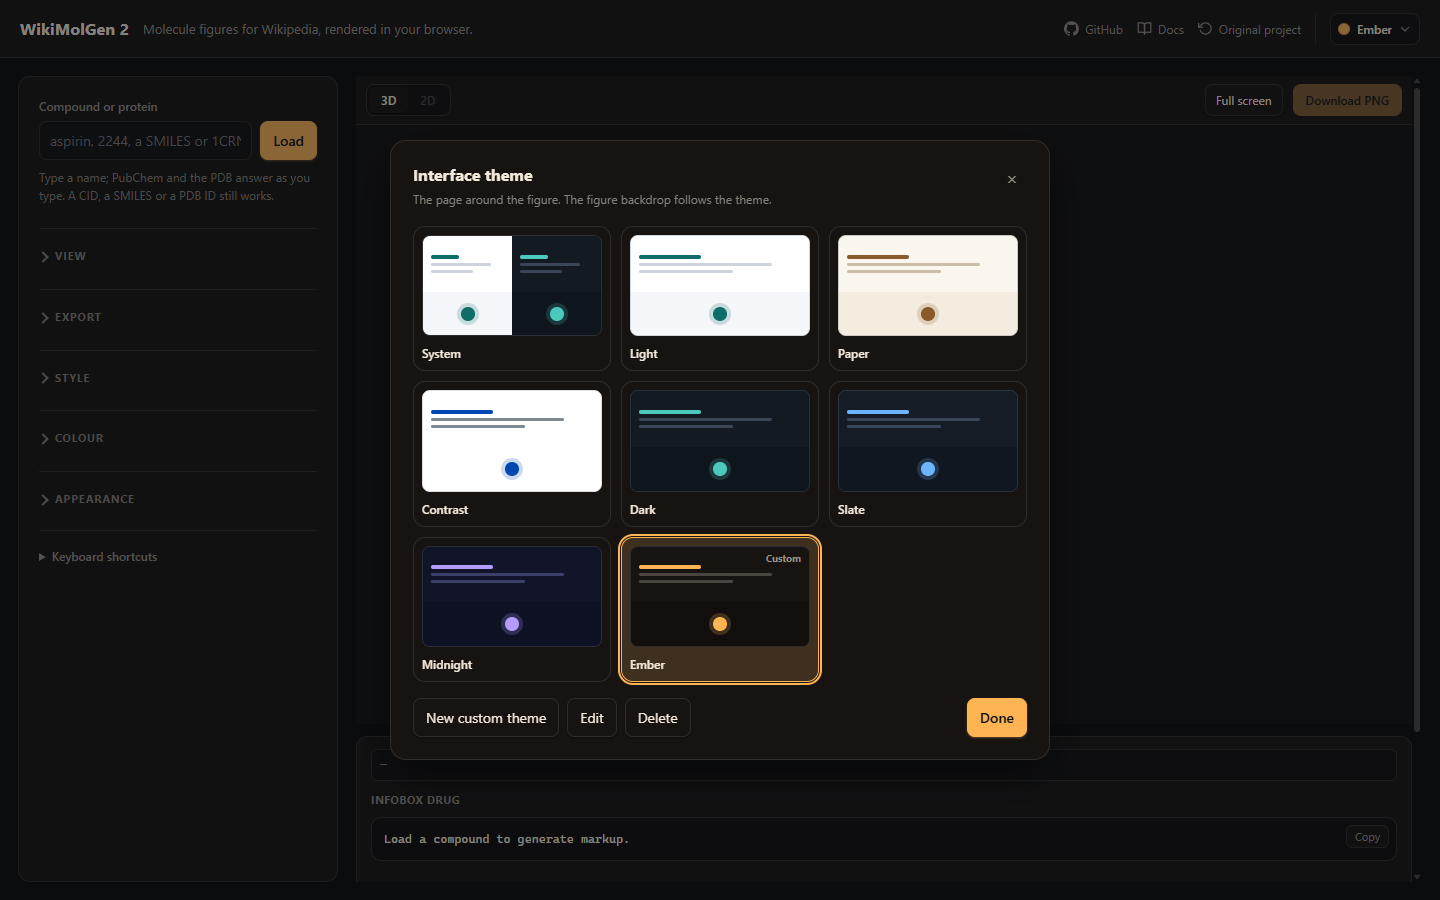 WikiMolGen 2
Molecule figures for Wikipedia, rendered in your browser.
GitHub
Docs
Original project
Ember
Compound or protein
aspirin, 2244, a SMILES or 1CRN
Load
Type a name; PubChem and the PDB answer as you
type. A CID, a SMILES or a PDB ID still works.
VIEW
EXPORT
STYLE
COLOUR
APPEARANCE
Keyboard shortcuts
3D
2D
Full screen
Download PNG
Interface theme
×
The page around the figure. The figure backdrop follows the theme.
System
Light
Paper
Contrast
Dark
Slate
Midnight
Custom
Ember
New custom theme
Edit
Delete
Done
–
INFOBOX DRUG
Load a compound to generate markup.
Copy